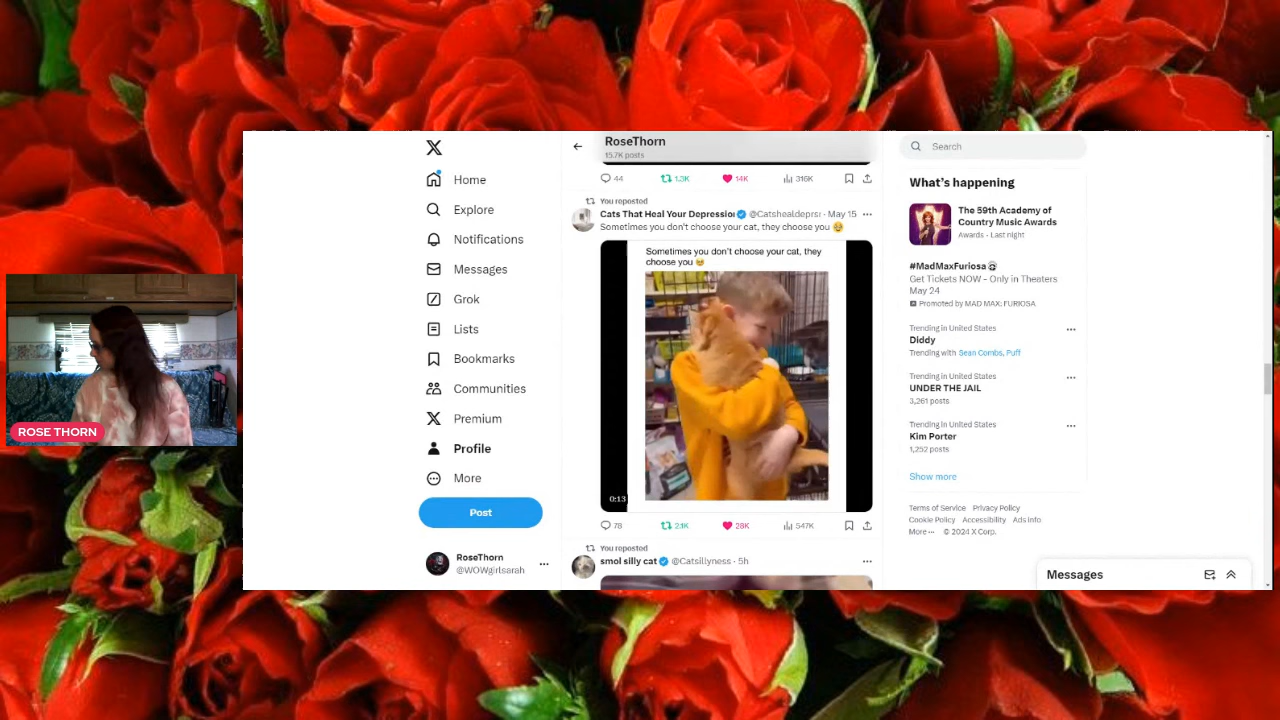 ROSE THORN
Home
Explore
Notifications
Messages
Grok
Lists
Bookmarks
Communities
Premium
Profile
More
Post
RoseThorn
@WOWgirlsarah
RoseThorn
15.7K posts
44 1.3K 14K 316K
You reposted
Cats That Heal Your Depression @Catshealdeprsi · May 15
Sometimes you don't choose your cat, they choose you 🥹
Sometimes you don't choose your cat, they
choose you 🥹
0:13
78 2.1K 28K 547K
You reposted
smol silly cat @Catsillyness · 5h
Search
What's happening
The 59th Academy of
Country Music Awards
Awards · Last night
#MadMaxFuriosa
Get Tickets NOW – Only in Theaters
May 24
Promoted by MAD MAX: FURIOSA
Trending in United States
Diddy
Trending with Sean Combs, Puff
Trending in United States
UNDER THE JAIL
3,261 posts
Trending in United States
Kim Porter
1,252 posts
Show more
Terms of Service Privacy Policy
Cookie Policy Accessibility Ads info
More ··· © 2024 X Corp.
Messages